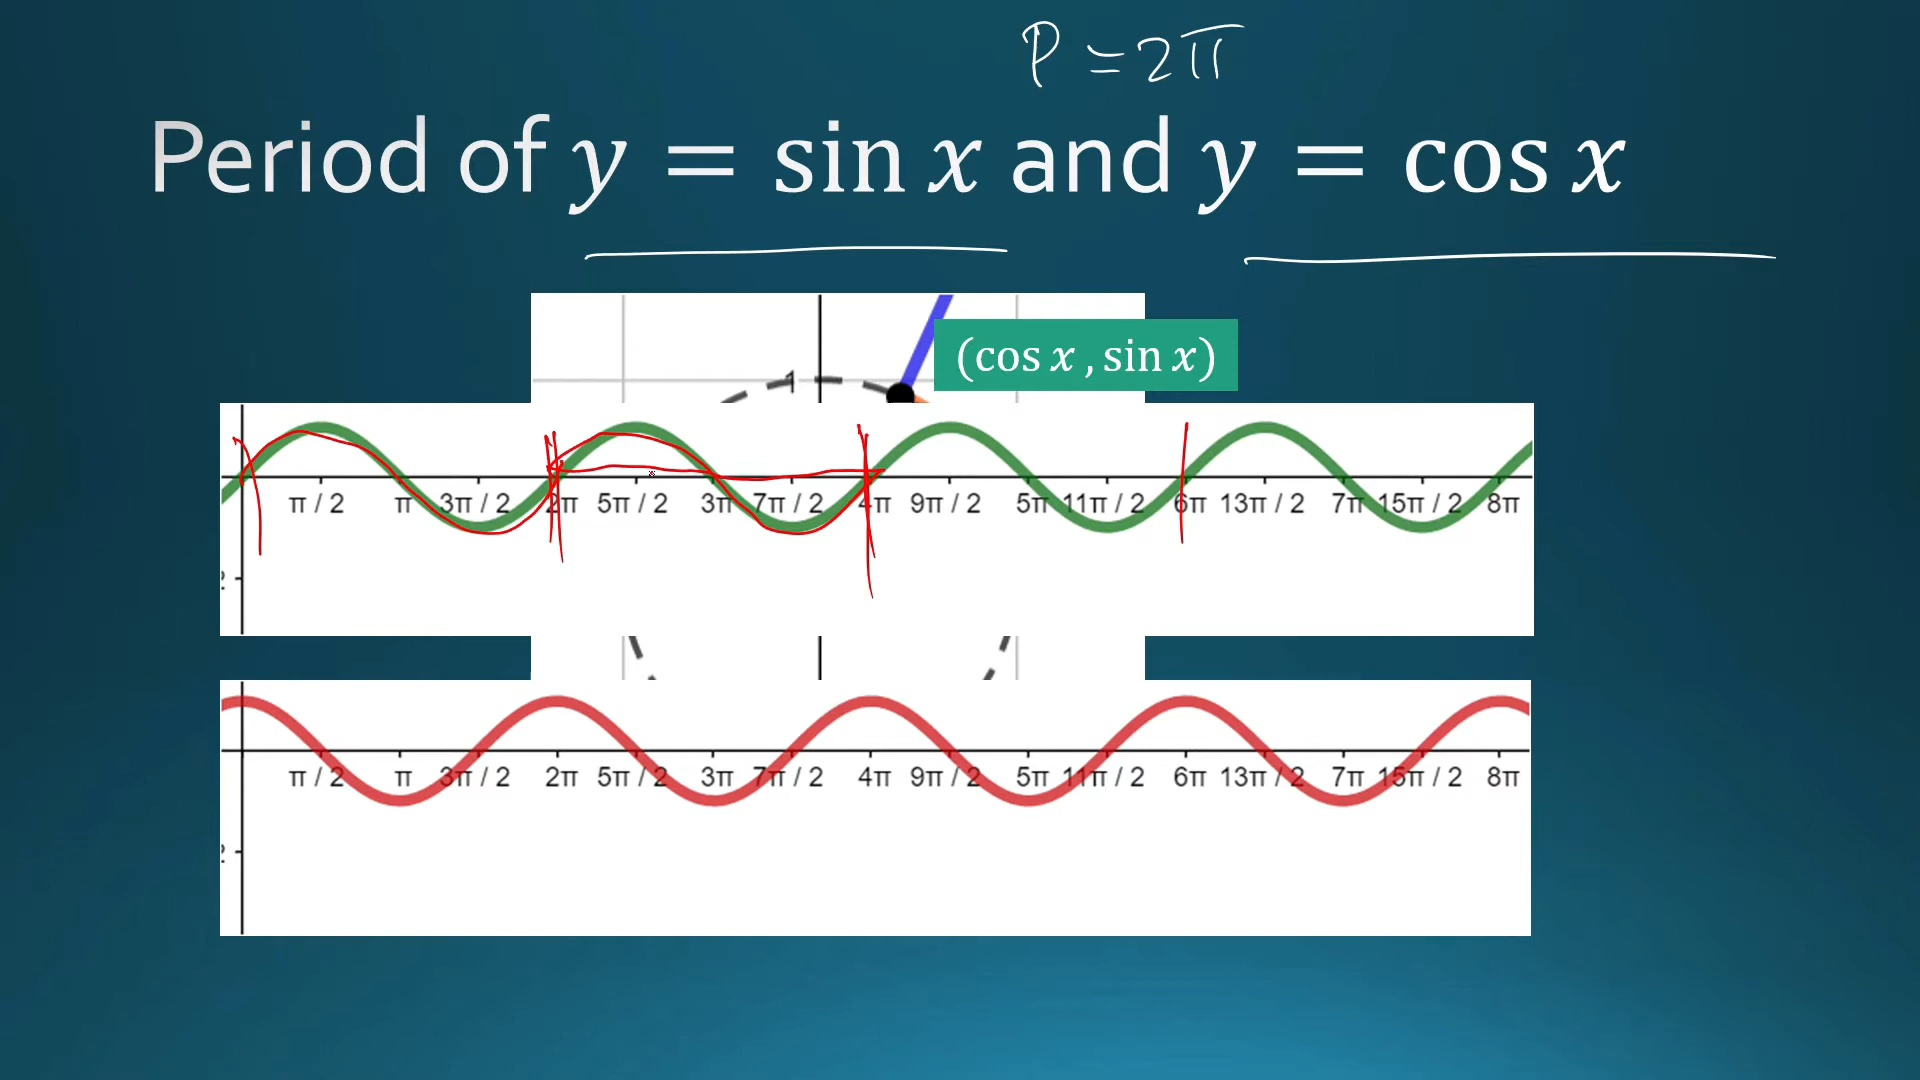 P = 2π
Period of y = sin x and y = cos x
(cos x , sin x)
1
π / 2 π 3π / 2 2π 5π / 2 3π 7π / 2 4π 9π / 2 5π 11π / 2 6π 13π / 2 7π 15π / 2 8π
π / 2 π 3π / 2 2π 5π / 2 3π 7π / 2 4π 9π / 2 5π 11π / 2 6π 13π / 2 7π 15π / 2 8π